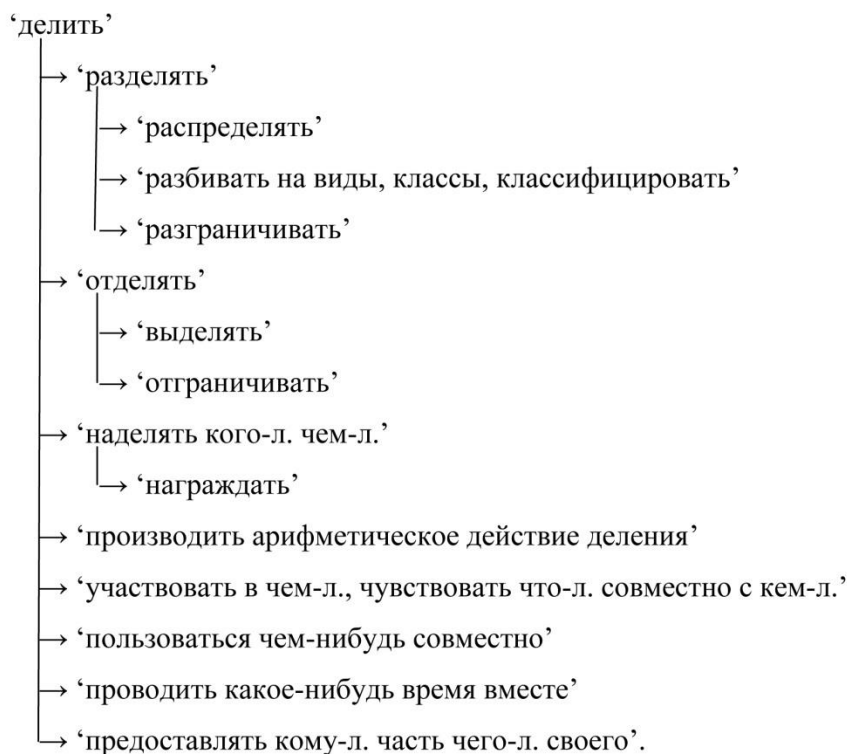 ‘делить’
→ ‘разделять’
→ ‘распределять’
→ ‘разбивать на виды, классы, классифицировать’
→ ‘разграничивать’
→ ‘отделять’
→ ‘выделять’
→ ‘отграничивать’
→ ‘наделять кого-л. чем-л.’
→ ‘награждать’
→ ‘производить арифметическое действие деления’
→ ‘участвовать в чем-л., чувствовать что-л. совместно с кем-л.’
→ ‘пользоваться чем-нибудь совместно’
→ ‘проводить какое-нибудь время вместе’
→ ‘предоставлять кому-л. часть чего-л. своего’.